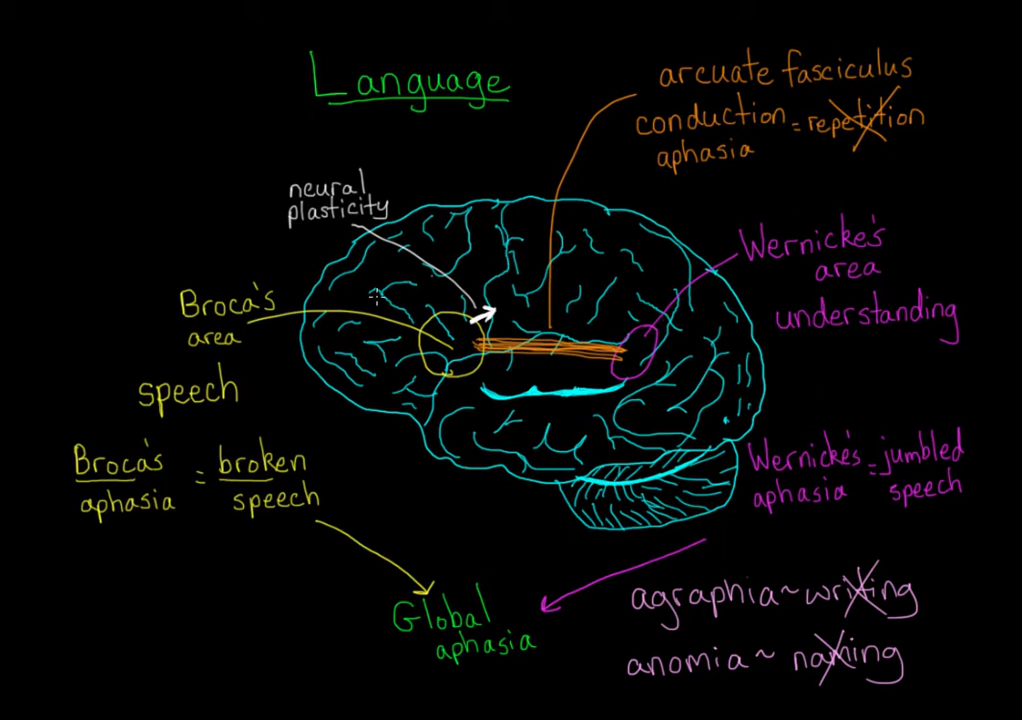 Language
arcuate fasciculus
conduction = repetition
aphasia
neural
plasticity
Wernicke's
area
understanding
Broca's
area
speech
Broca's = broken
aphasia speech
Wernicke's = jumbled
aphasia speech
Global
aphasia
agraphia ~ writing
anomia ~ naming